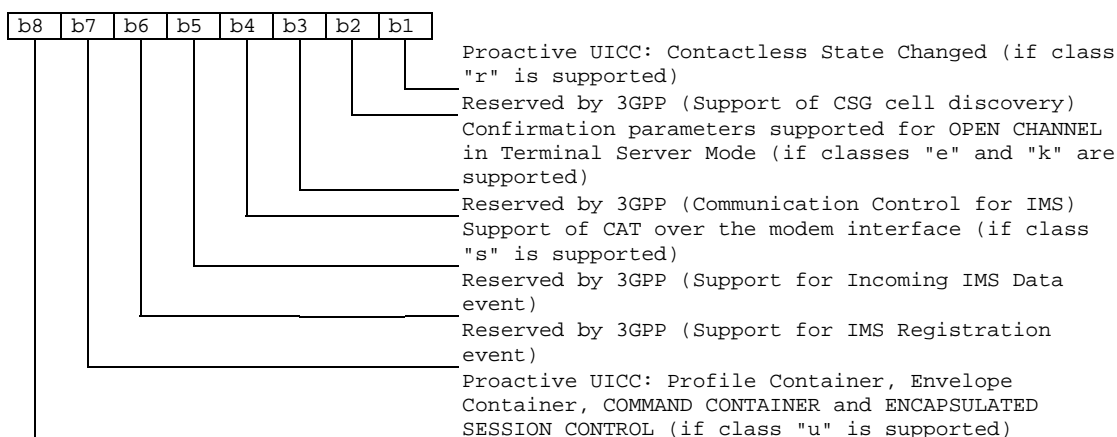 b8 b7 b6 b5 b4 b3 b2 b1
Proactive UICC: Contactless State Changed (if class
"r" is supported)
Reserved by 3GPP (Support of CSG cell discovery)
Confirmation parameters supported for OPEN CHANNEL
in Terminal Server Mode (if classes "e" and "k" are
supported)
Reserved by 3GPP (Communication Control for IMS)
Support of CAT over the modem interface (if class
"s" is supported)
Reserved by 3GPP (Support for Incoming IMS Data
event)
Reserved by 3GPP (Support for IMS Registration
event)
Proactive UICC: Profile Container, Envelope
Container, COMMAND CONTAINER and ENCAPSULATED
SESSION CONTROL (if class "u" is supported)